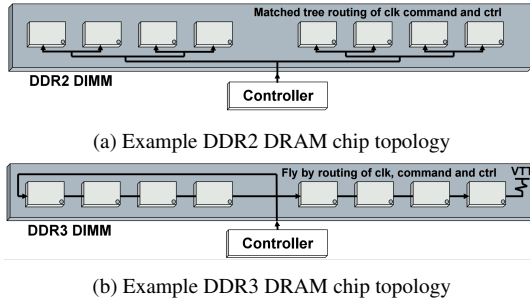 Matched tree routing of clk command and ctrl
DDR2 DIMM
Controller
(a) Example DDR2 DRAM chip topology
Fly by routing of clk, command and ctrl
VTT
DDR3 DIMM
Controller
(b) Example DDR3 DRAM chip topology